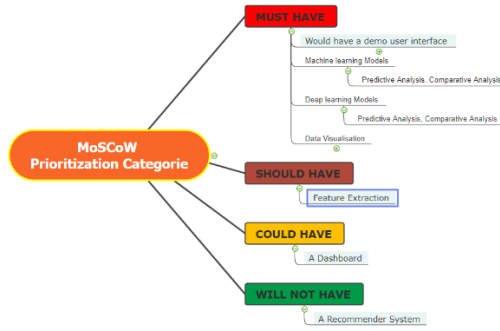 MUST HAVE
Would have a demo user interface
Machine learning Models
Predictive Analysis. Comparative Analysis
Deep learning Models
Predictive Analysis, Comparative Analysis
Data Visualisation
MoSCoW
Prioritization Categorie
SHOULD HAVE
Feature Extraction
COULD HAVE
A Dashboard
WILL NOT HAVE
A Recommender System